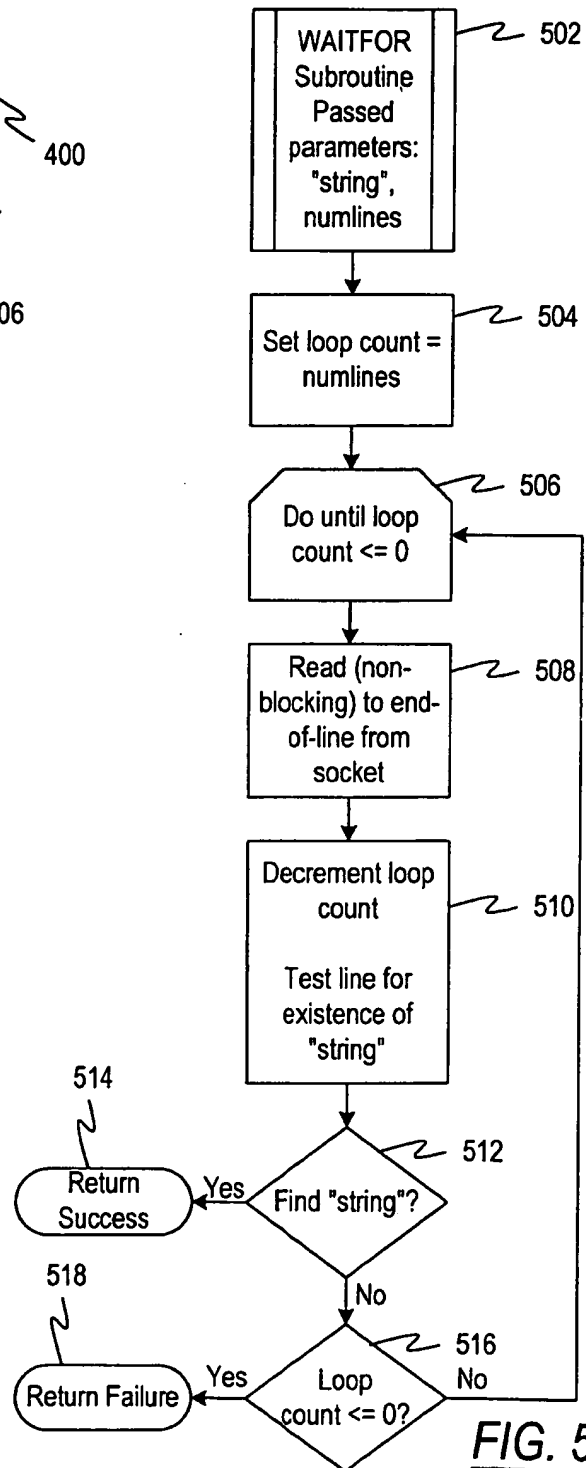 WAITFOR
Subroutine
Passed
parameters:
"string",
numlines
502
400
06
Set loop count =
numlines
504
Do until loop
count <= 0
506
Read (non-
blocking) to end-
of-line from
socket
508
Decrement loop
count
Test line for
existence of
"string"
510
514
Return
Success
Yes
Find "string"?
512
No
518
Return Failure
Yes
Loop
count <= 0?
516
No
FIG. 5